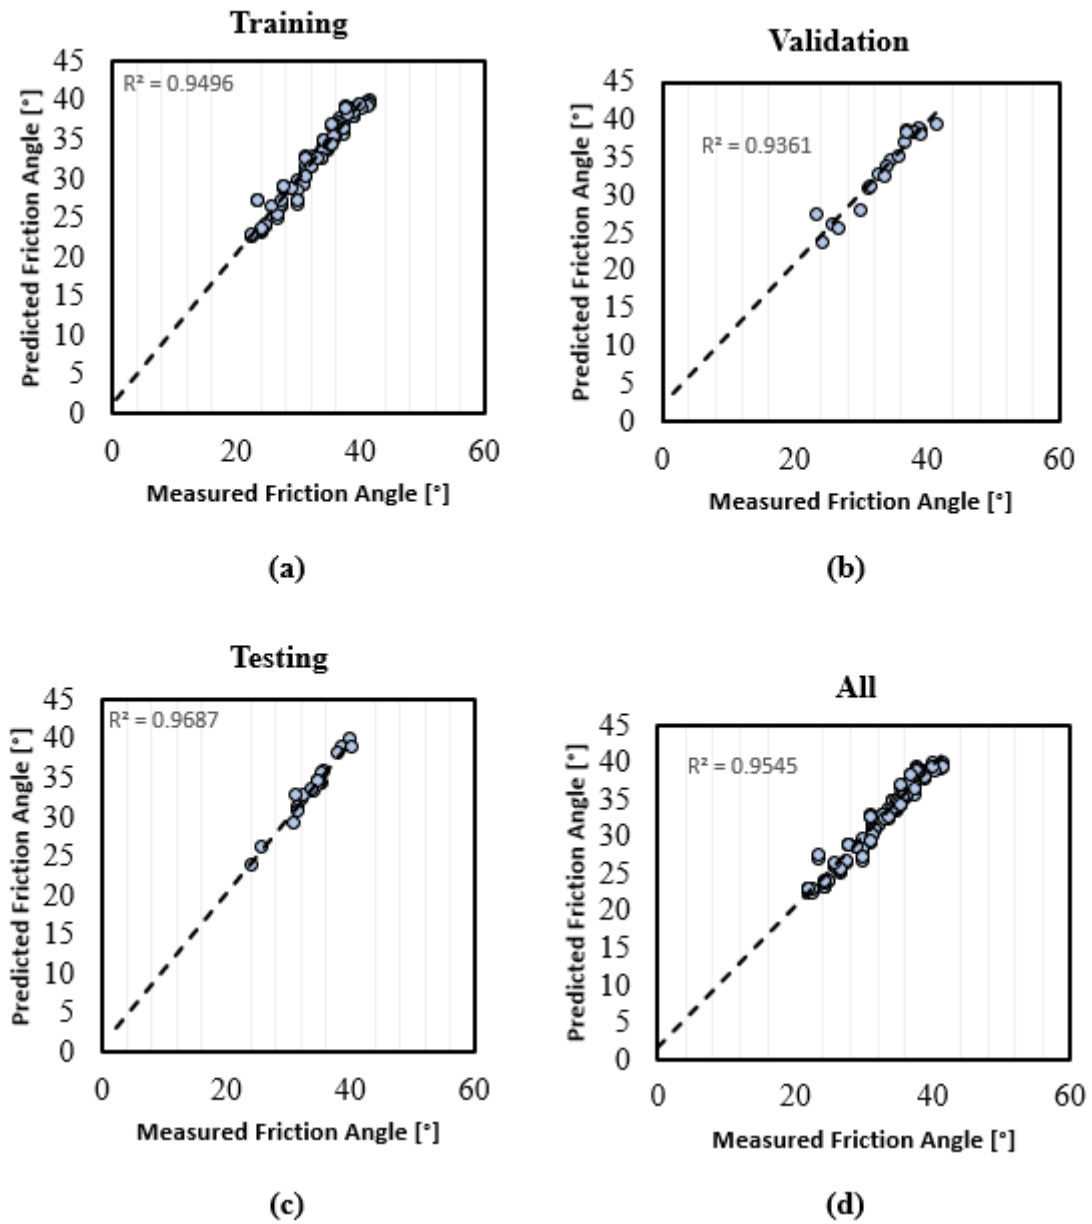 Training
R² = 0.9496
45
40
35
30
25
20
15
10
5
0
Predicted Friction Angle [°]
0 20 40 60
Measured Friction Angle [°]
(a)
Validation
R² = 0.9361
45
40
35
30
25
20
15
10
5
0
Predicted Friction Angle [°]
0 20 40 60
Measured Friction Angle [°]
(b)
Testing
R² = 0.9687
45
40
35
30
25
20
15
10
5
0
Predicted Friction Angle [°]
0 20 40 60
Measured Friction Angle [°]
(c)
All
R² = 0.9545
45
40
35
30
25
20
15
10
5
0
Predicted Friction Angle [°]
0 20 40 60
Measured Friction Angle [°]
(d)